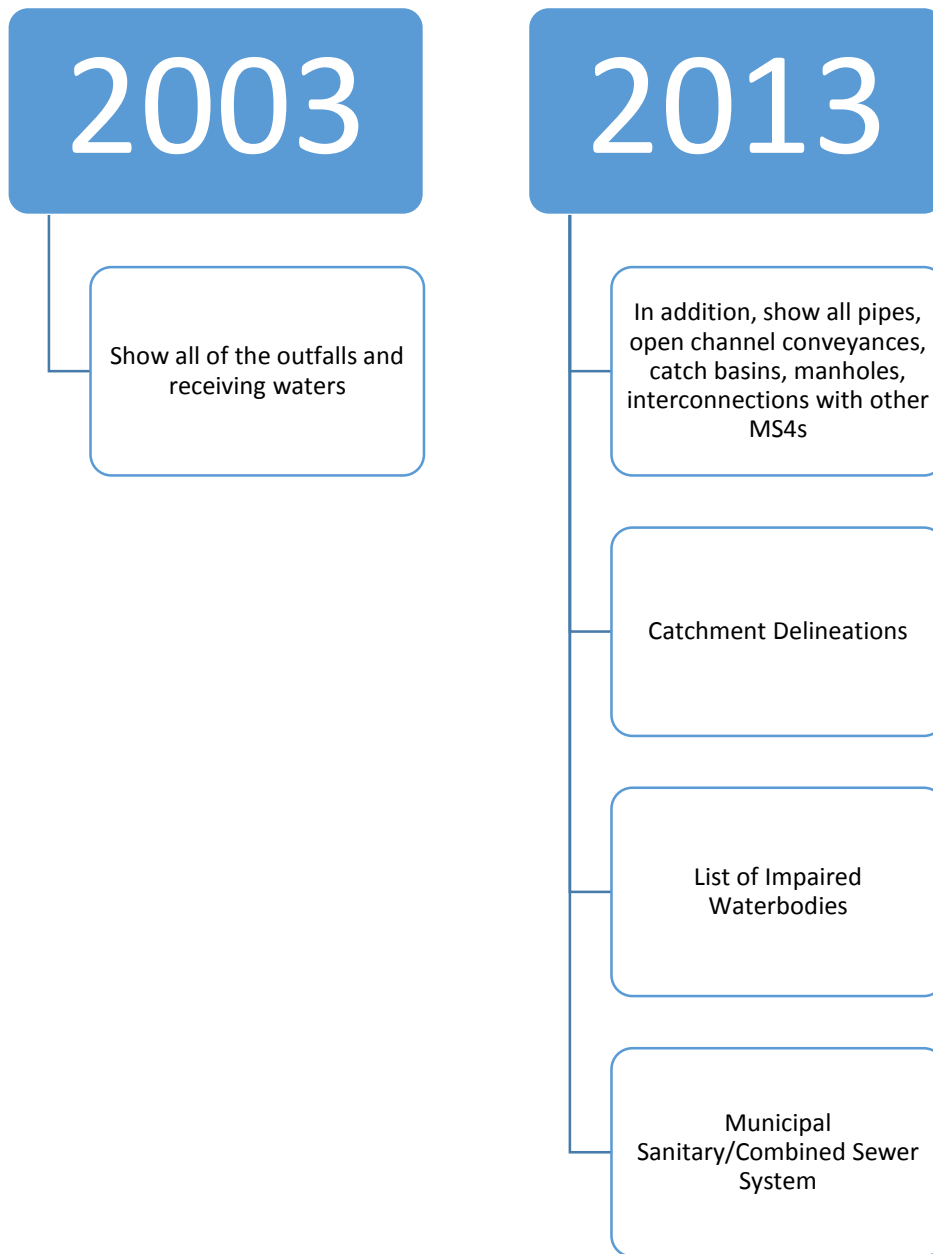 2003
Show all of the outfalls and
receiving waters
2013
In addition, show all pipes,
open channel conveyances,
catch basins, manholes,
interconnections with other
MS4s
Catchment Delineations
List of Impaired
Waterbodies
Municipal
Sanitary/Combined Sewer
System